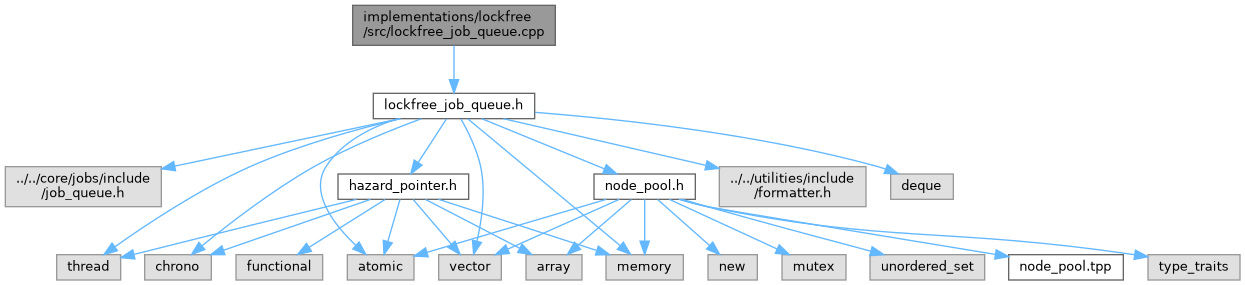 implementations/lockfree
/src/lockfree_job_queue.cpp
lockfree_job_queue.h
../../core/jobs/include
/job_queue.h
hazard_pointer.h
node_pool.h
../../utilities/include
/formatter.h
deque
thread
chrono
functional
atomic
vector
array
memory
new
mutex
unordered_set
node_pool.tpp
type_traits